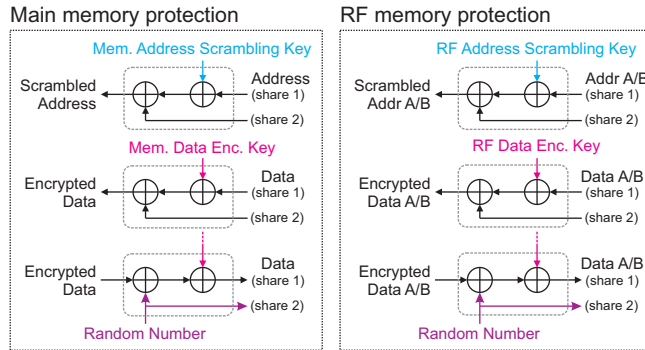 Main memory protection
Mem. Address Scrambling Key
Scrambled
Address
Address
(share 1)
(share 2)
Mem. Data Enc. Key
Encrypted
Data
Data
(share 1)
(share 2)
Encrypted
Data
Data
(share 1)
(share 2)
Random Number
RF memory protection
RF Address Scrambling Key
Scrambled
Addr A/B
Addr A/B
(share 1)
(share 2)
RF Data Enc. Key
Encrypted
Data A/B
Data A/B
(share 1)
(share 2)
Encrypted
Data A/B
Data A/B
(share 1)
(share 2)
Random Number